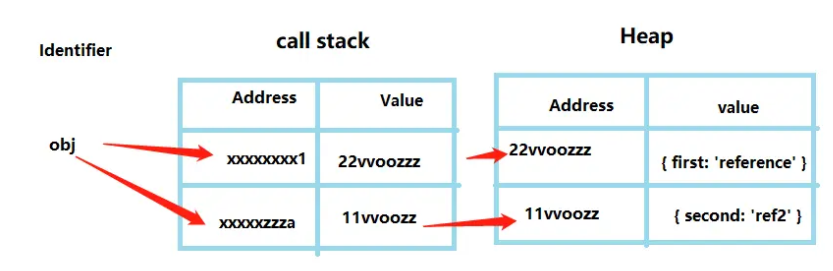 Identifier
call stack
Heap
Address Value
Address value
obj
xxxxxxxx1 22vvoozzz
22vvoozzz { first: 'reference' }
xxxxxzzza 11vvoozz
11vvoozz { second: 'ref2' }